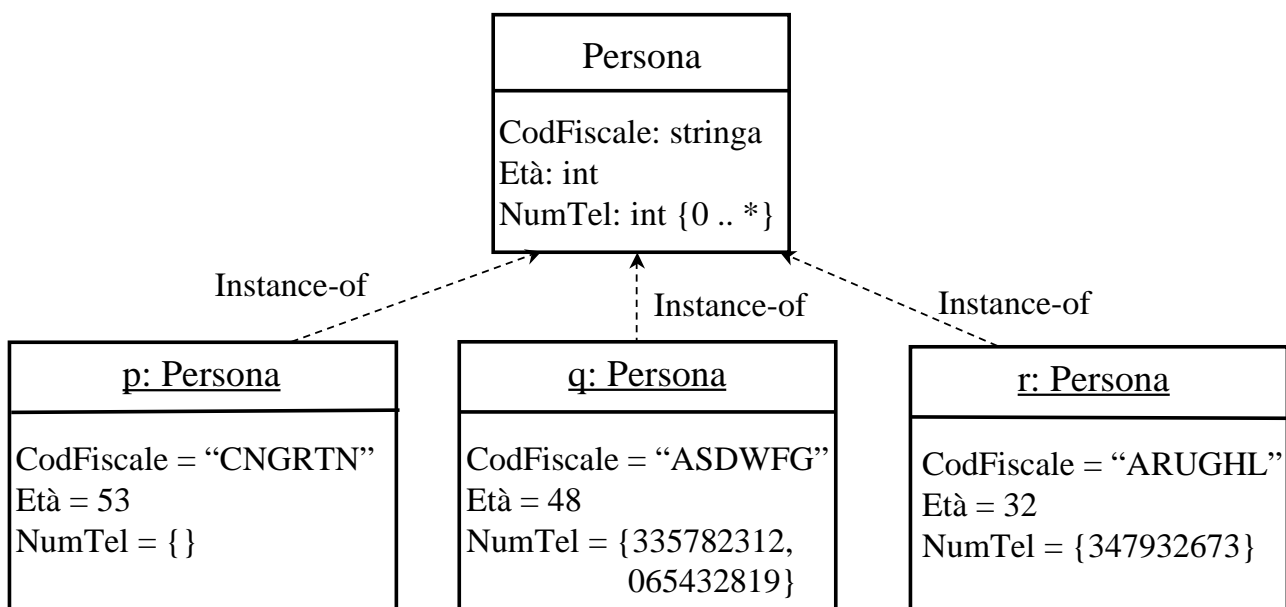 Persona
CodFiscale: stringa
Età: int
NumTel: int {0 .. *}
Instance-of
Instance-of
Instance-of
p: Persona
CodFiscale = “CNGRTN”
Età = 53
NumTel = {}
q: Persona
CodFiscale = “ASDWFG”
Età = 48
NumTel = {335782312,
065432819}
r: Persona
CodFiscale = “ARUGHL”
Età = 32
NumTel = {347932673}